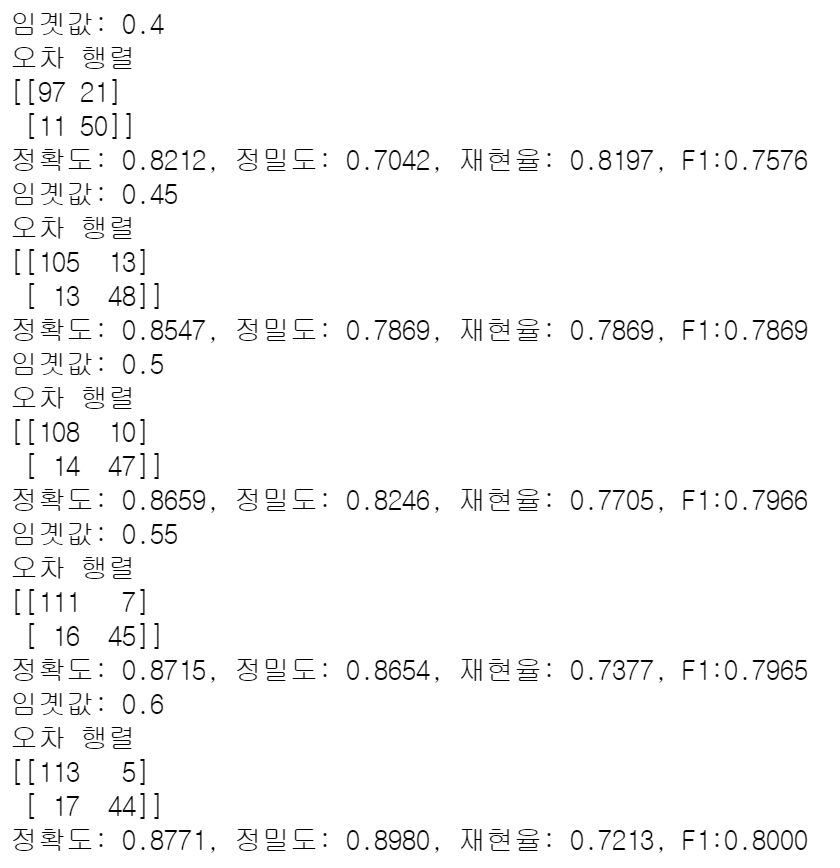 임곗값: 0.4
오차 행렬
[[97 21]
 [11 50]]
정확도: 0.8212, 정밀도: 0.7042, 재현율: 0.8197, F1:0.7576
임곗값: 0.45
오차 행렬
[[105  13]
 [ 13  48]]
정확도: 0.8547, 정밀도: 0.7869, 재현율: 0.7869, F1:0.7869
임곗값: 0.5
오차 행렬
[[108  10]
 [ 14  47]]
정확도: 0.8659, 정밀도: 0.8246, 재현율: 0.7705, F1:0.7966
임곗값: 0.55
오차 행렬
[[111   7]
 [ 16  45]]
정확도: 0.8715, 정밀도: 0.8654, 재현율: 0.7377, F1:0.7965
임곗값: 0.6
오차 행렬
[[113   5]
 [ 17  44]]
정확도: 0.8771, 정밀도: 0.8980, 재현율: 0.7213, F1:0.8000